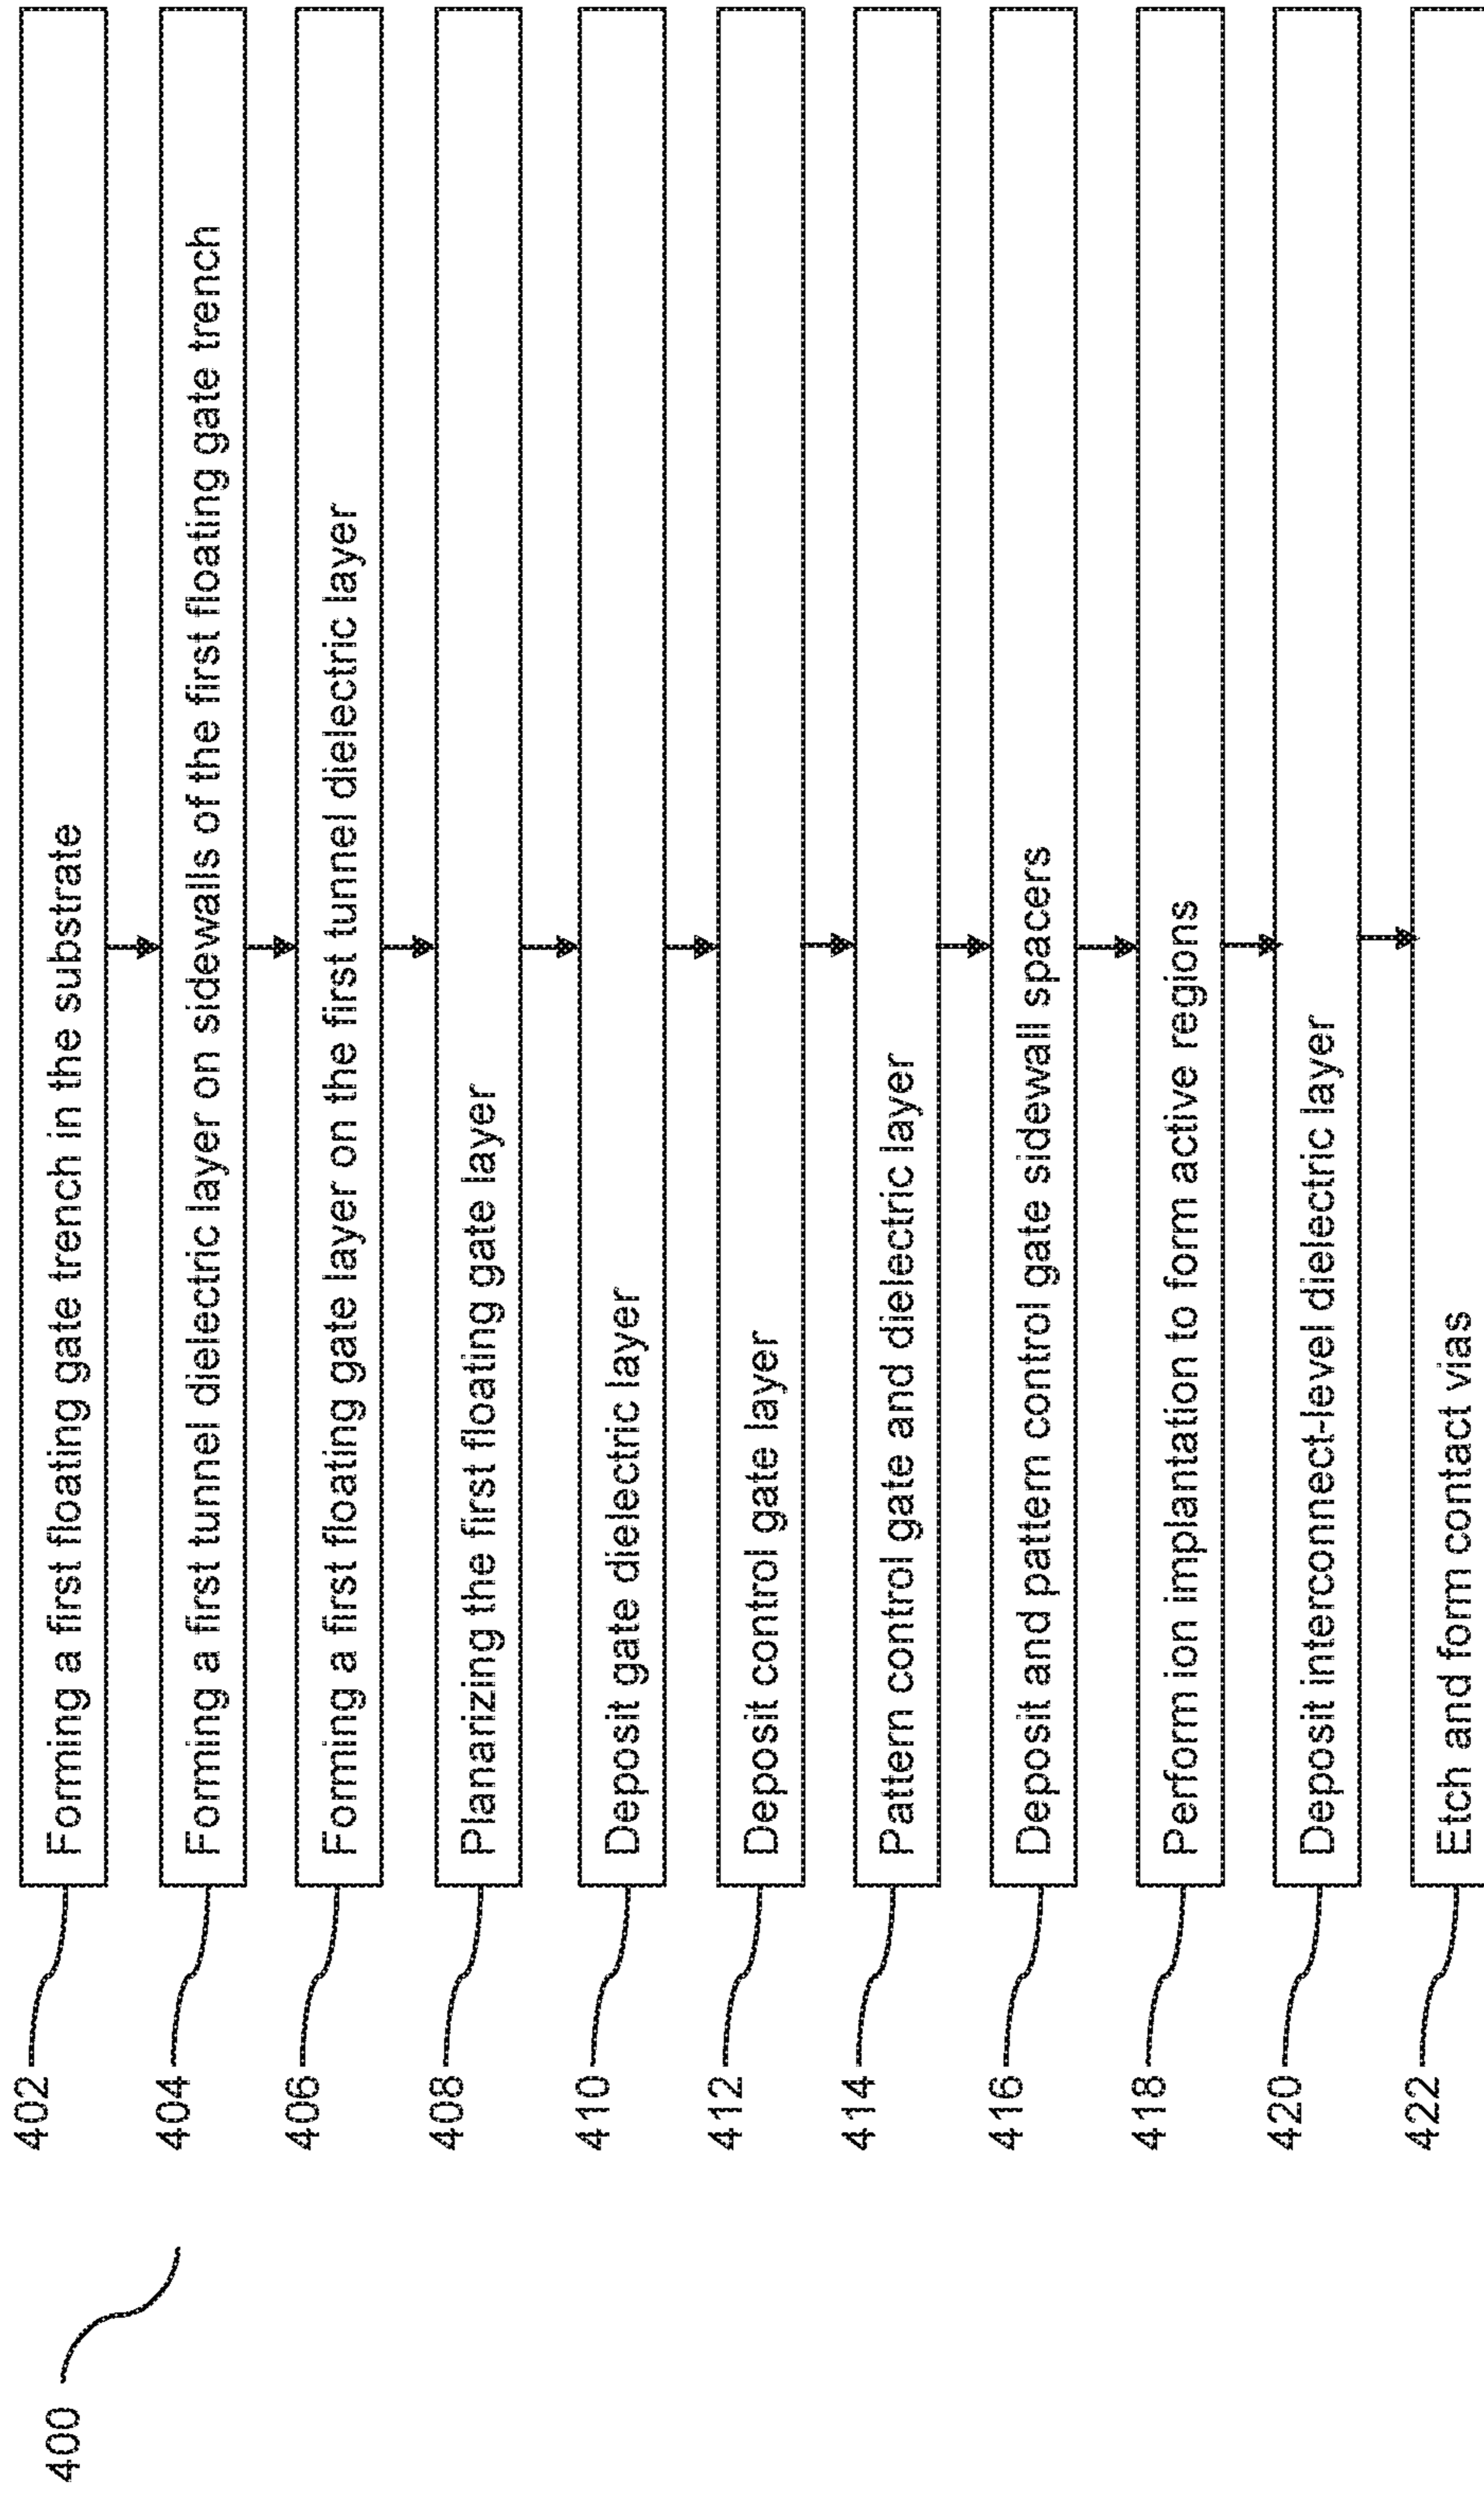 400
402
Forming a first floating gate trench in the substrate
404
Forming a first tunnel dielectric layer on sidewalls of the first floating gate trench
406
Forming a first floating gate layer on the first tunnel dielectric layer
408
Planarizing the first floating gate layer
410
Deposit gate dielectric layer
412
Deposit control gate layer
414
Pattern control gate and dielectric layer
416
Deposit and pattern control gate sidewall spacers
418
Perform ion implantation to form active regions
420
Deposit interconnect-level dielectric layer
422
Etch and form contact vias